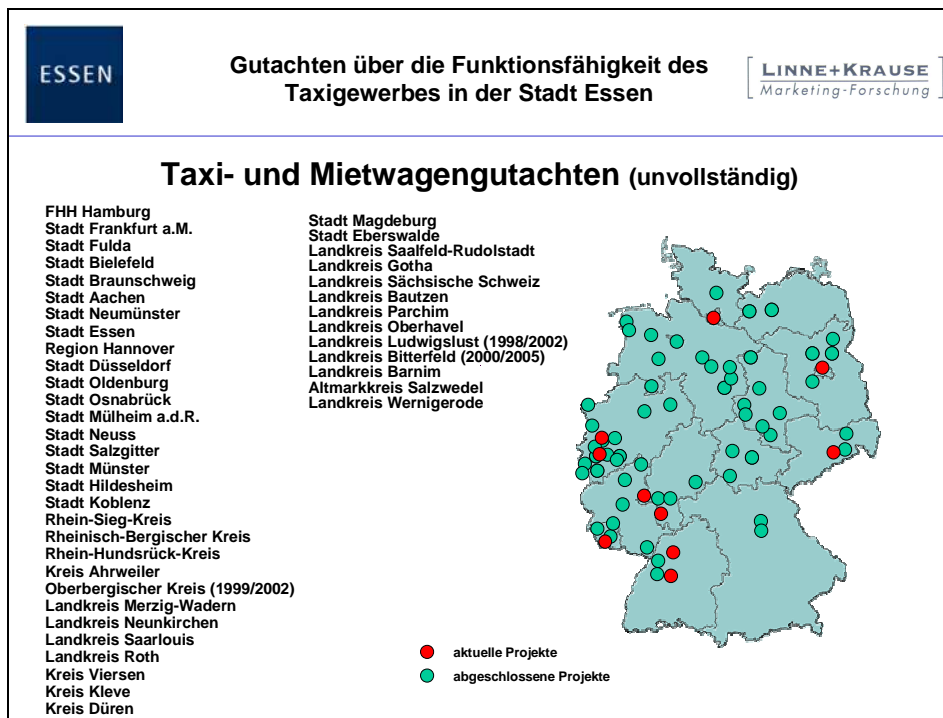 ESSEN
Gutachten über die Funktionsfähigkeit des
Taxigewerbes in der Stadt Essen
LINNE+KRAUSE
Marketing-Forschung
Taxi- und Mietwagengutachten (unvollständig)
FHH Hamburg
Stadt Frankfurt a.M.
Stadt Fulda
Stadt Bielefeld
Stadt Braunschweig
Stadt Aachen
Stadt Neumünster
Stadt Essen
Region Hannover
Stadt Düsseldorf
Stadt Oldenburg
Stadt Osnabrück
Stadt Mülheim a.d.R.
Stadt Neuss
Stadt Salzgitter
Stadt Münster
Stadt Hildesheim
Stadt Koblenz
Rhein-Sieg-Kreis
Rheinisch-Bergischer Kreis
Rhein-Hundsrück-Kreis
Kreis Ahrweiler
Oberbergischer Kreis (1999/2002)
Landkreis Merzig-Wadern
Landkreis Neunkirchen
Landkreis Saarlouis
Landkreis Roth
Kreis Viersen
Kreis Kleve
Kreis Düren
Stadt Magdeburg
Stadt Eberswalde
Landkreis Saalfeld-Rudolstadt
Landkreis Gotha
Landkreis Sächsische Schweiz
Landkreis Bautzen
Landkreis Parchim
Landkreis Oberhavel
Landkreis Ludwigslust (1998/2002)
Landkreis Bitterfeld (2000/2005)
Landkreis Barnim
Altmarkkreis Salzwedel
Landkreis Wernigerode
aktuelle Projekte
abgeschlossene Projekte